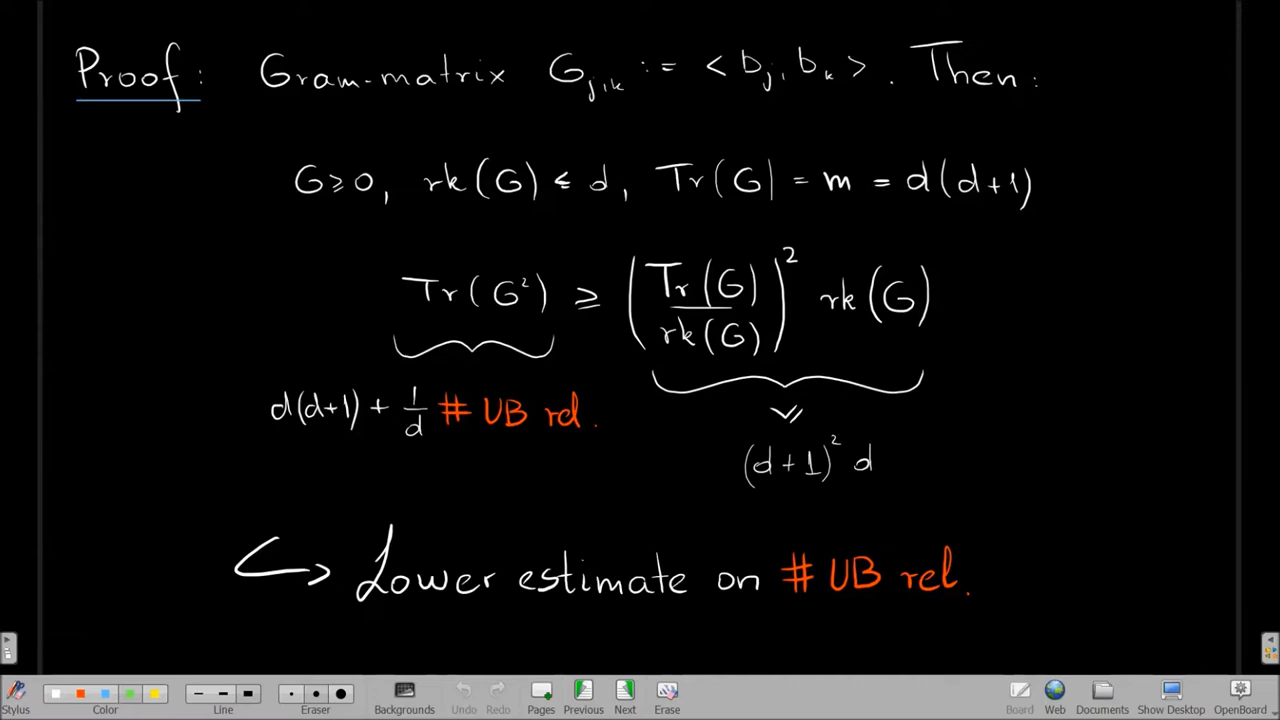 Proof: Gram-matrix G_{j,k} := <b_j, b_k>. Then:
G ≥ 0, rk(G) ≤ d, Tr(G) = m = d(d+1)
Tr(G²) ≥ (Tr(G)/rk(G))² rk(G)
d(d+1) + 1/d # UB rel.
(d+1)² d
↪ Lower estimate on # UB rel.
Stylus Color Line Eraser Backgrounds Undo Redo Pages Previous Next Erase Board Web Documents Show Desktop OpenBoard